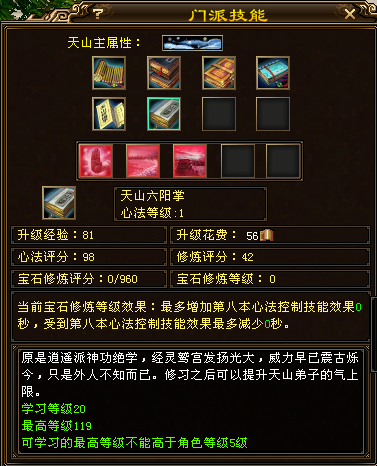 ? 门派技能
天山主属性：
天山六阳掌
心法等级:1
升级经验：81
升级花费： 56
心法评分：98
修炼评分：42
宝石修炼评分：0/960
宝石修炼等级：0
当前宝石修炼等级效果：最多增加第八本心法控制技能效果0
秒，受到第八本心法控制技能效果最多减少0秒。
原是逍遥派神功绝学，经灵鹫宫发扬光大，威力早已震古烁
今，只是外人不知而已。修习之后可以提升天山弟子的气上
限。
学习等级20
最高等级119
可学习的最高等级不能高于角色等级5级